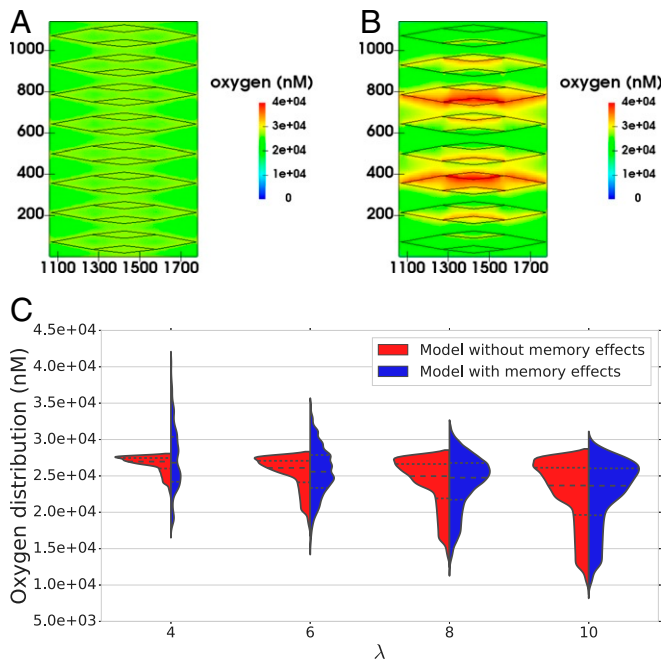 A
1000
800
600
400
200
1100 1300 1500 1700
oxygen (nM)
4e+04
3e+04
2e+04
1e+04
0
B
1000
800
600
400
200
1100 1300 1500 1700
oxygen (nM)
4e+04
3e+04
2e+04
1e+04
0
C
Oxygen distribution (nM)
4.5e+04
4.0e+04
3.5e+04
3.0e+04
2.5e+04
2.0e+04
1.5e+04
1.0e+04
5.0e+03
Model without memory effects
Model with memory effects
4 6 8 10
λ